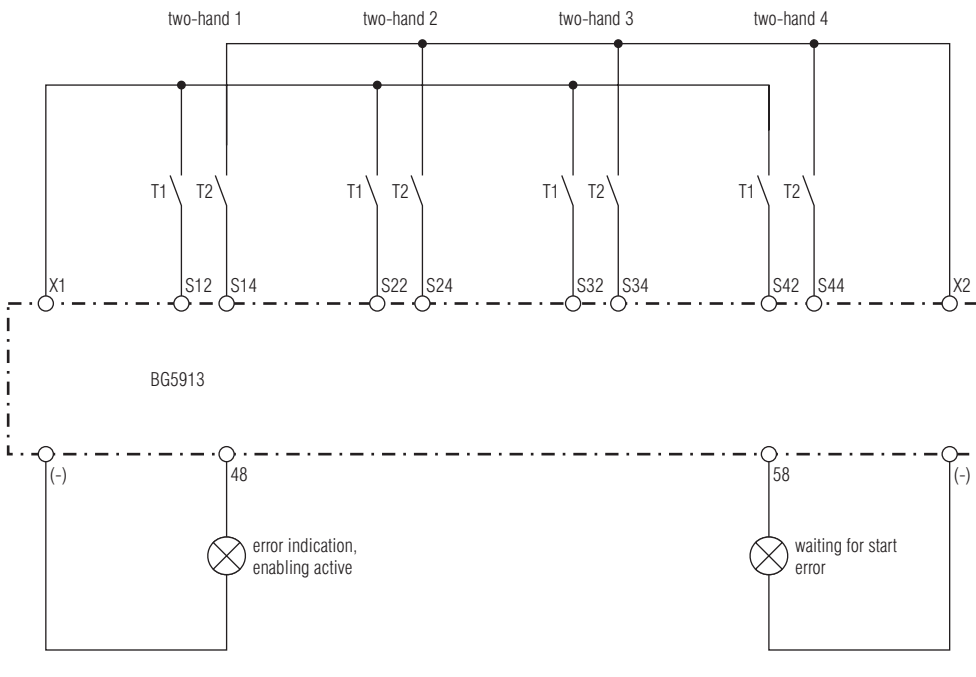 two-hand 1 two-hand 2 two-hand 3 two-hand 4
T1 T2 T1 T2 T1 T2 T1 T2
X1 S12 S14 S22 S24 S32 S34 S42 S44 X2
BG5913
(-) 48 58 (-)
error indication,
enabling active
waiting for start
error